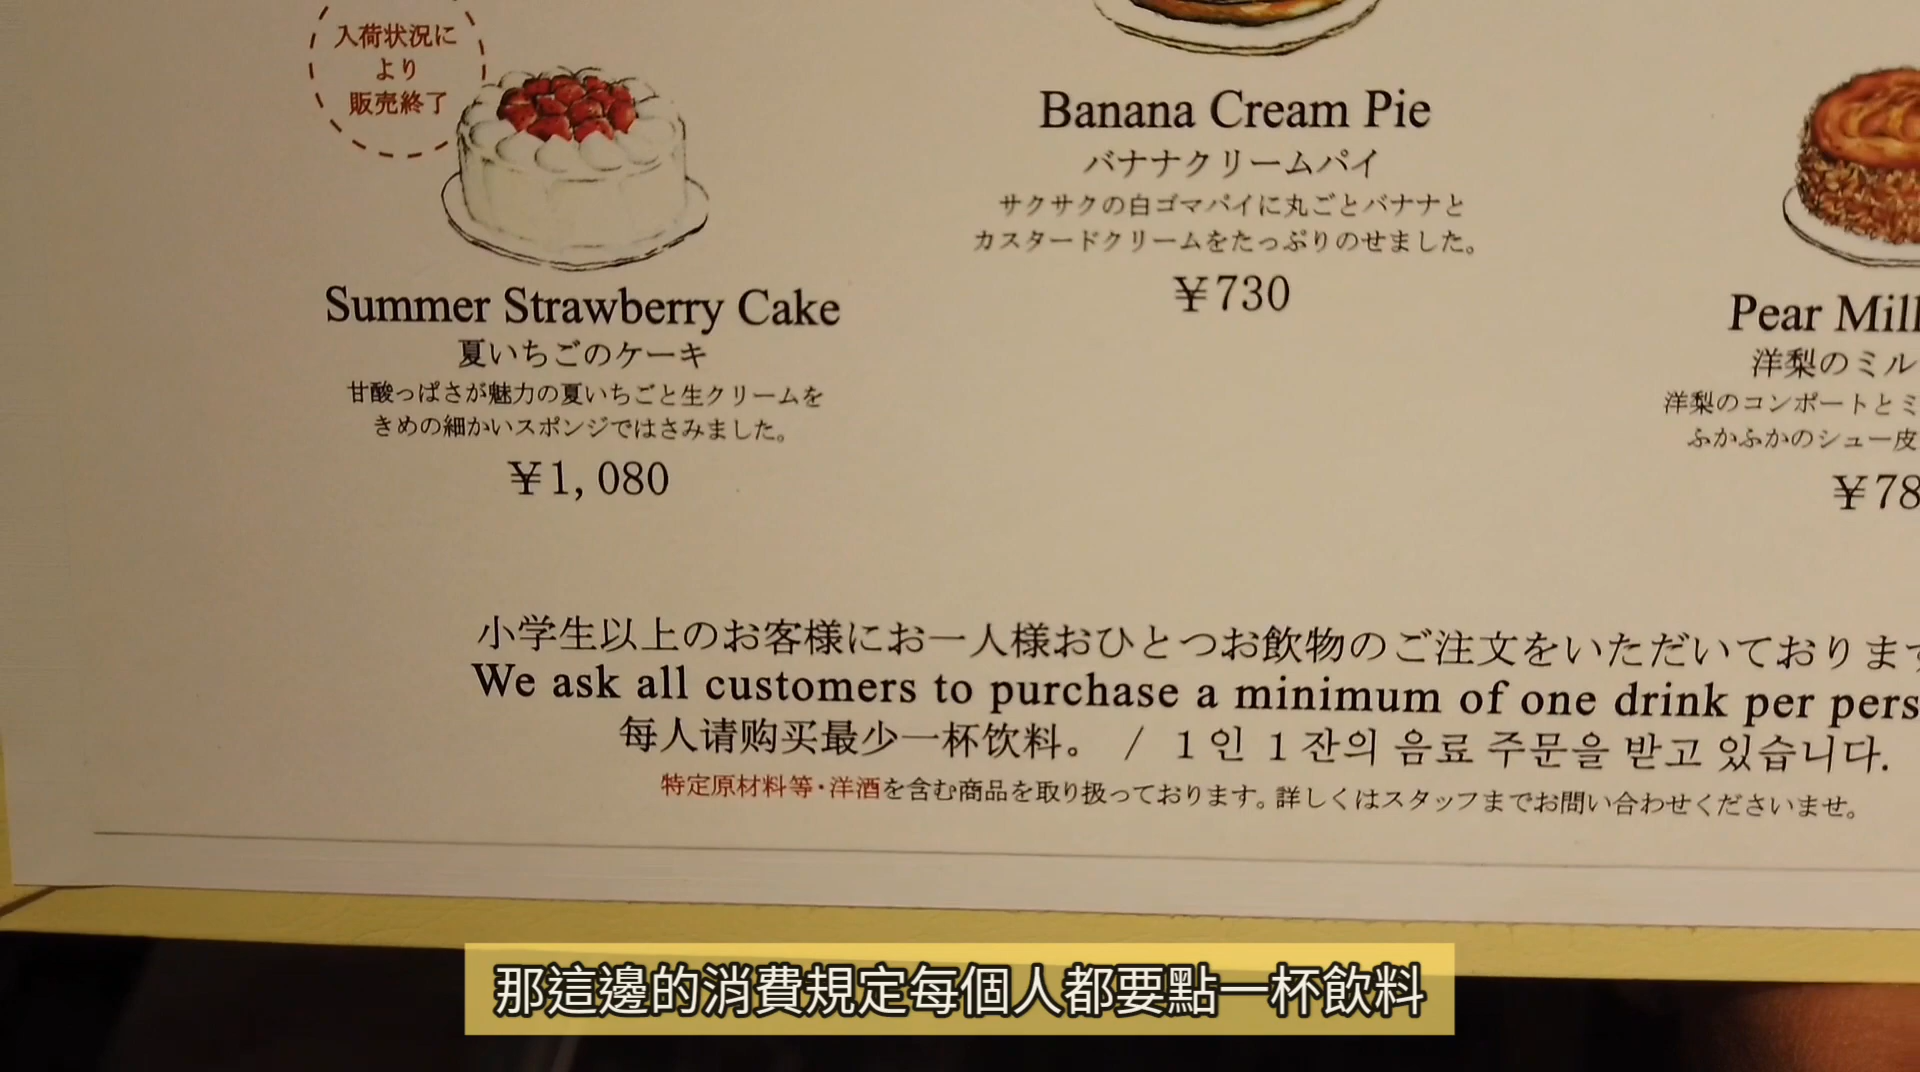 入荷状況に
より
販売終了
Summer Strawberry Cake
夏いちごのケーキ
甘酸っぱさが魅力の夏いちごと生クリームを
きめの細かいスポンジではさみました。
¥1,080
Banana Cream Pie
バナナクリームパイ
サクサクの白ゴマパイに丸ごとバナナと
カスタードクリームをたっぷりのせました。
¥730
Pear Mill
洋梨のミル
洋梨のコンポートとミ
ふかふかのシュー皮
¥78
小学生以上のお客様にお一人様おひとつお飲物のご注文をいただいております
We ask all customers to purchase a minimum of one drink per pers
每人请购买最少一杯饮料。 / 1인 1잔의 음료 주문을 받고 있습니다.
特定原材料等・洋酒を含む商品を取り扱っております。詳しくはスタッフまでお問い合わせくださいませ。
那這邊的消費規定每個人都要點一杯飲料